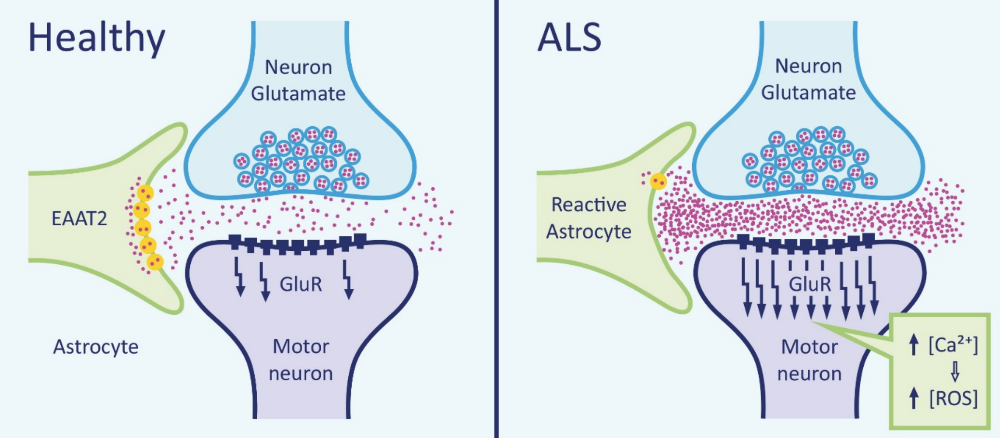 Healthy
Neuron
Glutamate
EAAT2
GluR
Astrocyte
Motor
neuron
ALS
Neuron
Glutamate
Reactive
Astrocyte
GluR
Motor
neuron
[Ca²⁺]
[ROS]